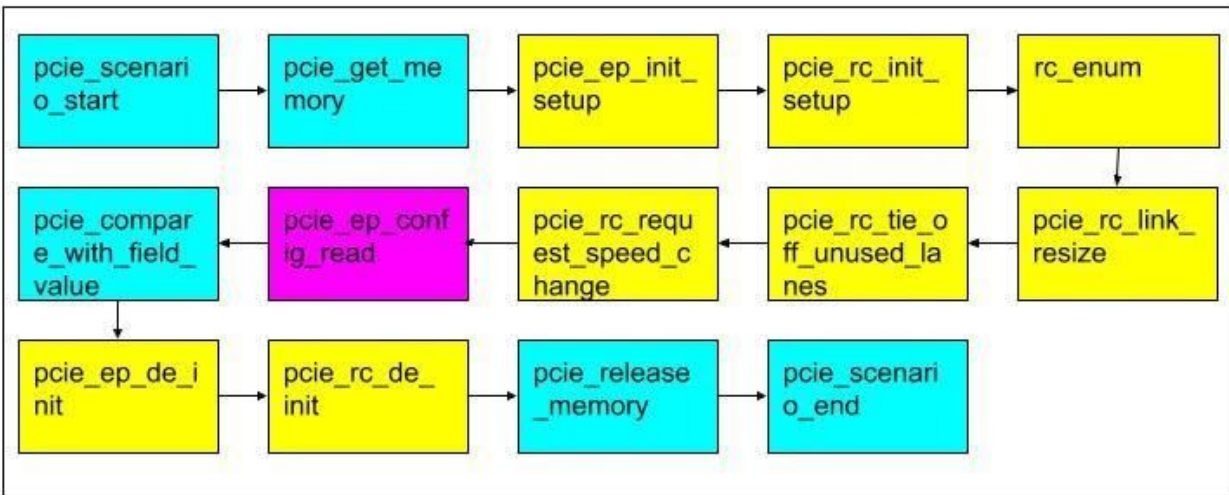 pcie_scenari
o_start
pcie_get_me
mory
pcie_ep_init_
setup
pcie_rc_init_
setup
rc_enum
pcie_compar
e_with_field_
value
pcie_ep_conf
ig_read
pcie_rc_requ
est_speed_c
hange
pcie_rc_tie_o
ff_unused_la
nes
pcie_rc_link_
resize
pcie_ep_de_i
nit
pcie_rc_de_
init
pcie_release
_memory
pcie_scenari
o_end